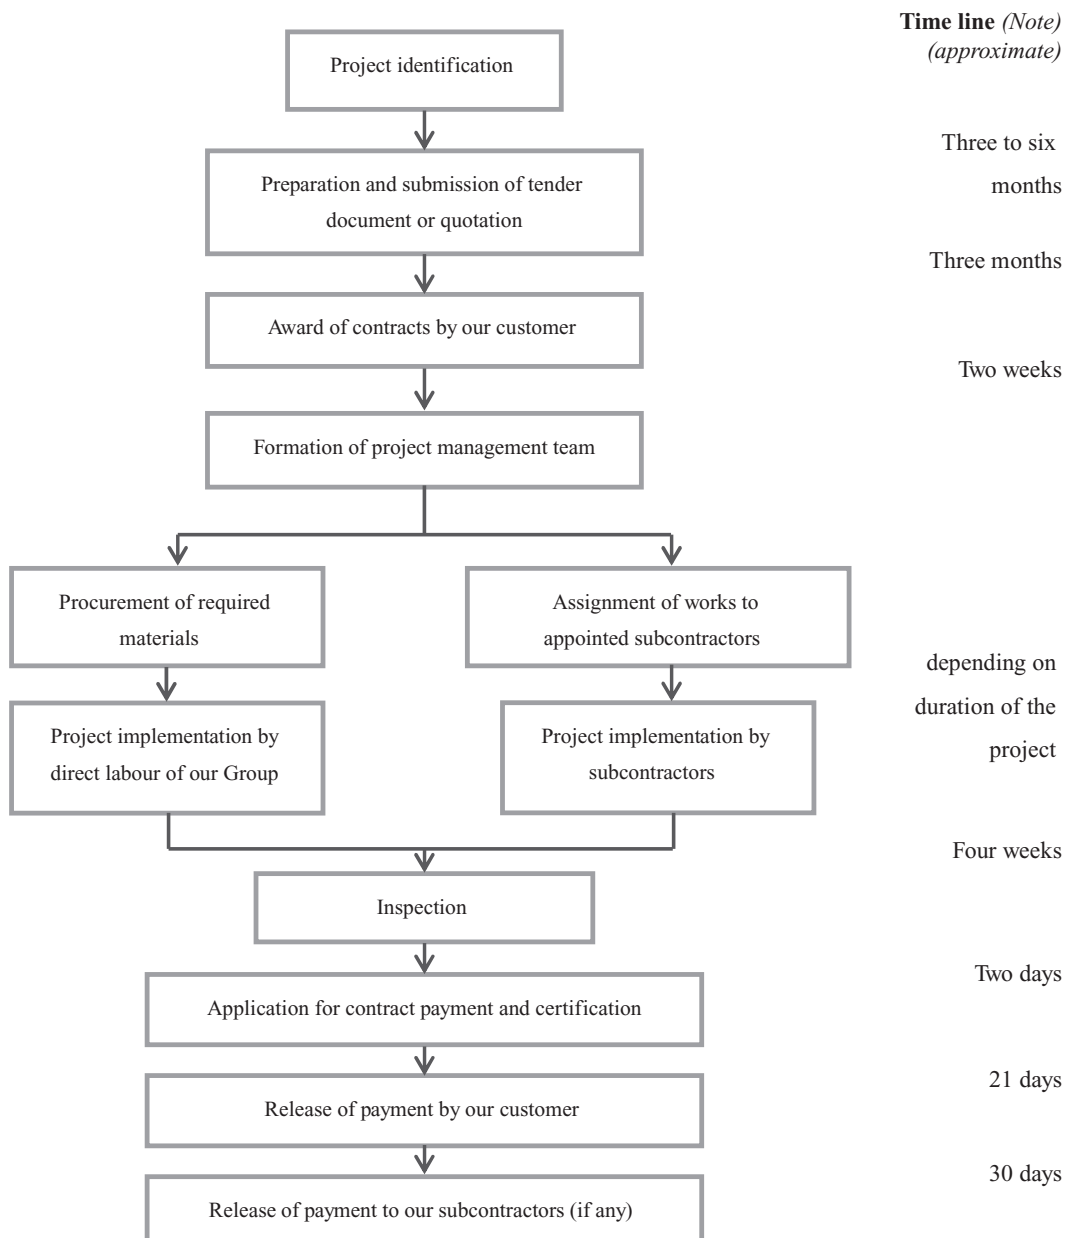 Time line (Note)
(approximate)
Project identification
Three to six
months
Preparation and submission of tender
document or quotation
Three months
Award of contracts by our customer
Two weeks
Formation of project management team
Procurement of required
materials
Assignment of works to
appointed subcontractors
depending on
duration of the
project
Project implementation by
direct labour of our Group
Project implementation by
subcontractors
Four weeks
Inspection
Two days
Application for contract payment and certification
21 days
Release of payment by our customer
30 days
Release of payment to our subcontractors (if any)